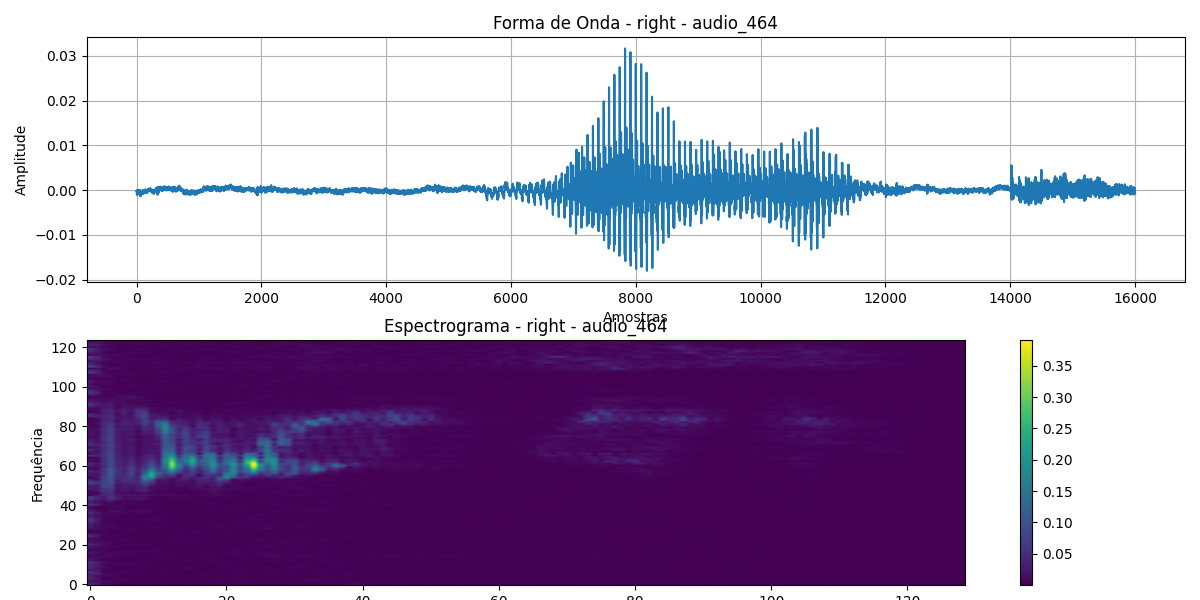 Forma de Onda - right - audio_464
0.03
0.02
0.01
0.00
−0.01
−0.02
Amplitude
0 2000 4000 6000 8000 10000 12000 14000 16000
Amostras
Espectrograma - right - audio_464
120
100
80
60
40
20
0
Frequência
0 20 40 60 80 100 120
0.35
0.30
0.25
0.20
0.15
0.10
0.05